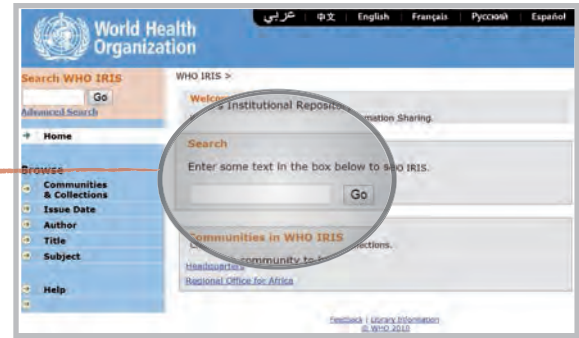 World Health
Organization
عربي 中文 English Français Русский Español
Search WHO IRIS
Go
Advanced Search
Home
Browse
Communities
& Collections
Issue Date
Author
Title
Subject
Help
WHO IRIS >
Institutional
mation Sharing.
Search
Enter some text in the box below to
IRIS.
Go
Communities in WHO IRIS
community to
Headquarters
Regional Office for Africa
Feedback | Library Information
© WHO 2010